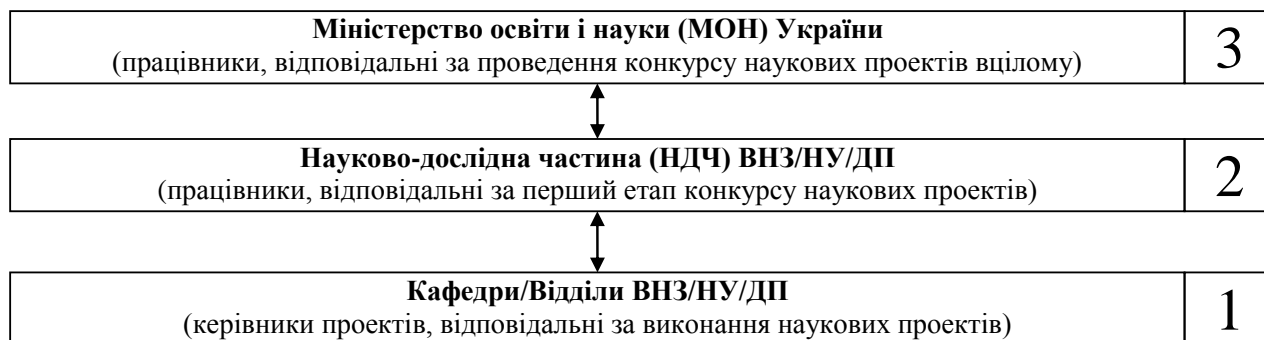 Міністерство освіти і науки (МОН) України
(працівники, відповідальні за проведення конкурсу наукових проектів вцілому)
3
Науково-дослідна частина (НДЧ) ВНЗ/НУ/ДП
(працівники, відповідальні за перший етап конкурсу наукових проектів)
2
Кафедри/Відділи ВНЗ/НУ/ДП
(керівники проектів, відповідальні за виконання наукових проектів)
1